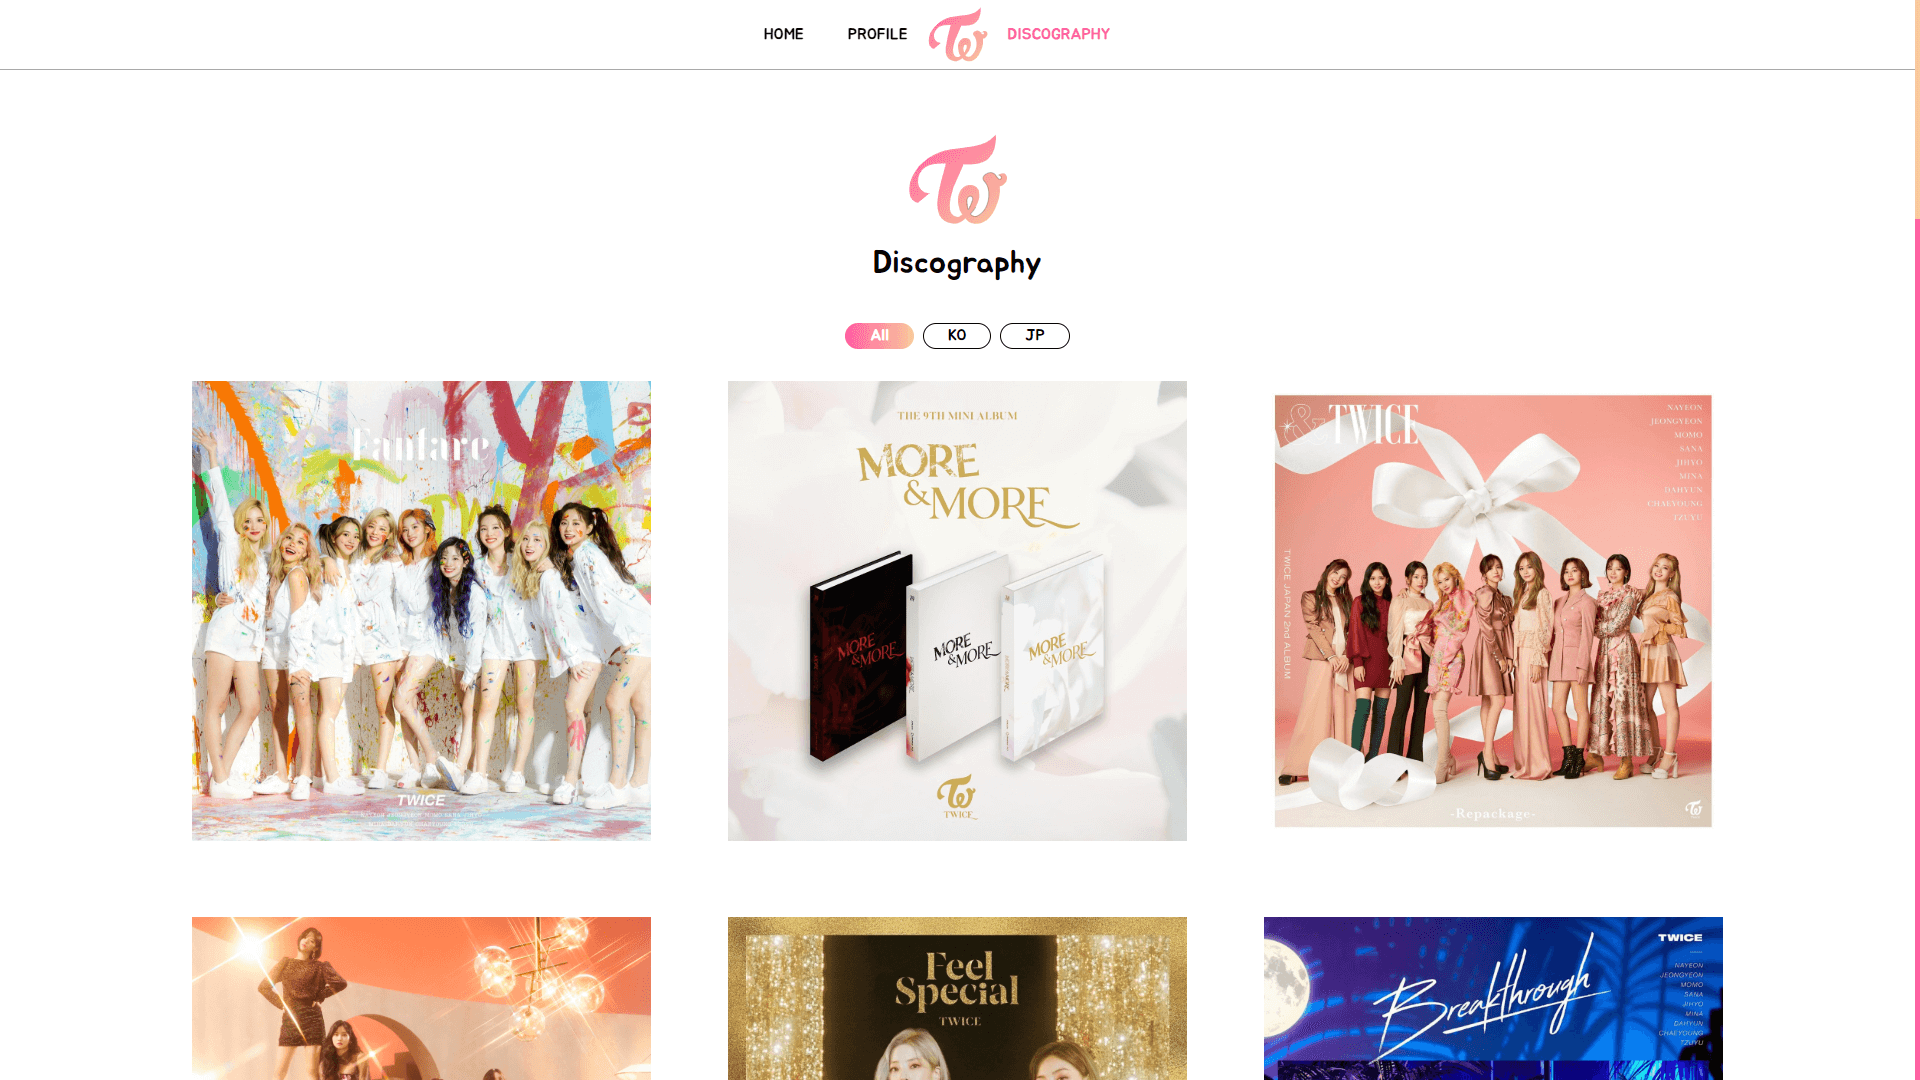 HOME
PROFILE
DISCOGRAPHY
Discography
All
KO
JP
Fanfare
TWICE
THE 9TH MINI ALBUM
MORE
&MORE
MORE
&MORE
MORE
&MORE
MORE
&MORE
TWICE
&TWICE
NAYEON
JEONGYEON
MOMO
SANA
JIHYO
MINA
DAHYUN
CHAEYOUNG
TZUYU
TWICE JAPAN 2nd ALBUM
-Repackage-
Feel
Special
TWICE
TWICE
Breakthrough
NAYEON
JEONGYEON
MOMO
SANA
JIHYO
MINA
DAHYUN
CHAEYOUNG
TZUYU